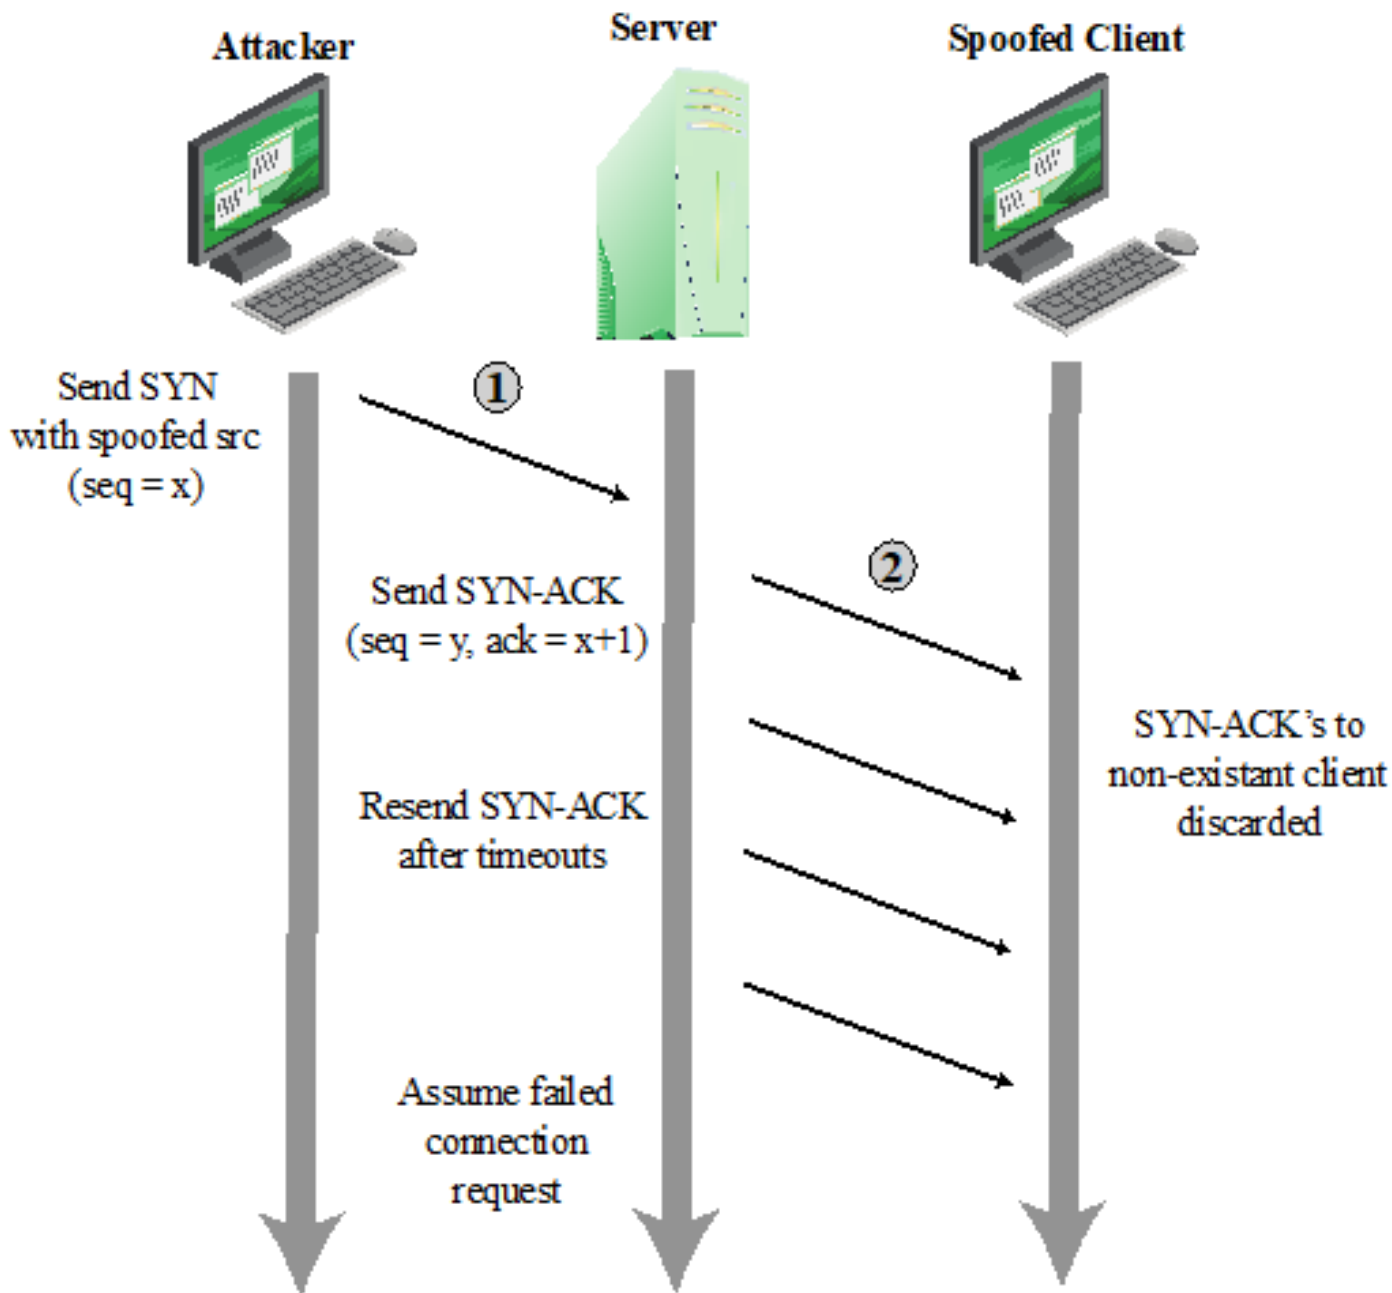 Attacker
Server
Spoofed Client
Send SYN
with spoofed src
(seq = x)
1
Send SYN-ACK
(seq = y, ack = x+1)
2
SYN-ACK’s to
non-existant client
discarded
Resend SYN-ACK
after timeouts
Assume failed
connection
request